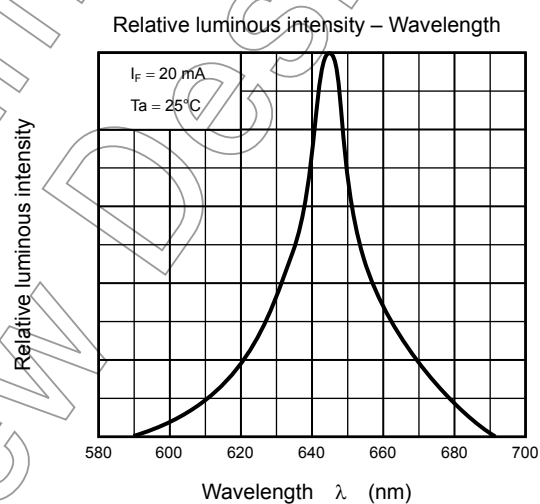 Relative luminous intensity – Wavelength
I_F = 20 mA
Ta = 25°C
Relative luminous intensity
580 600 620 640 660 680 700
Wavelength λ (nm)